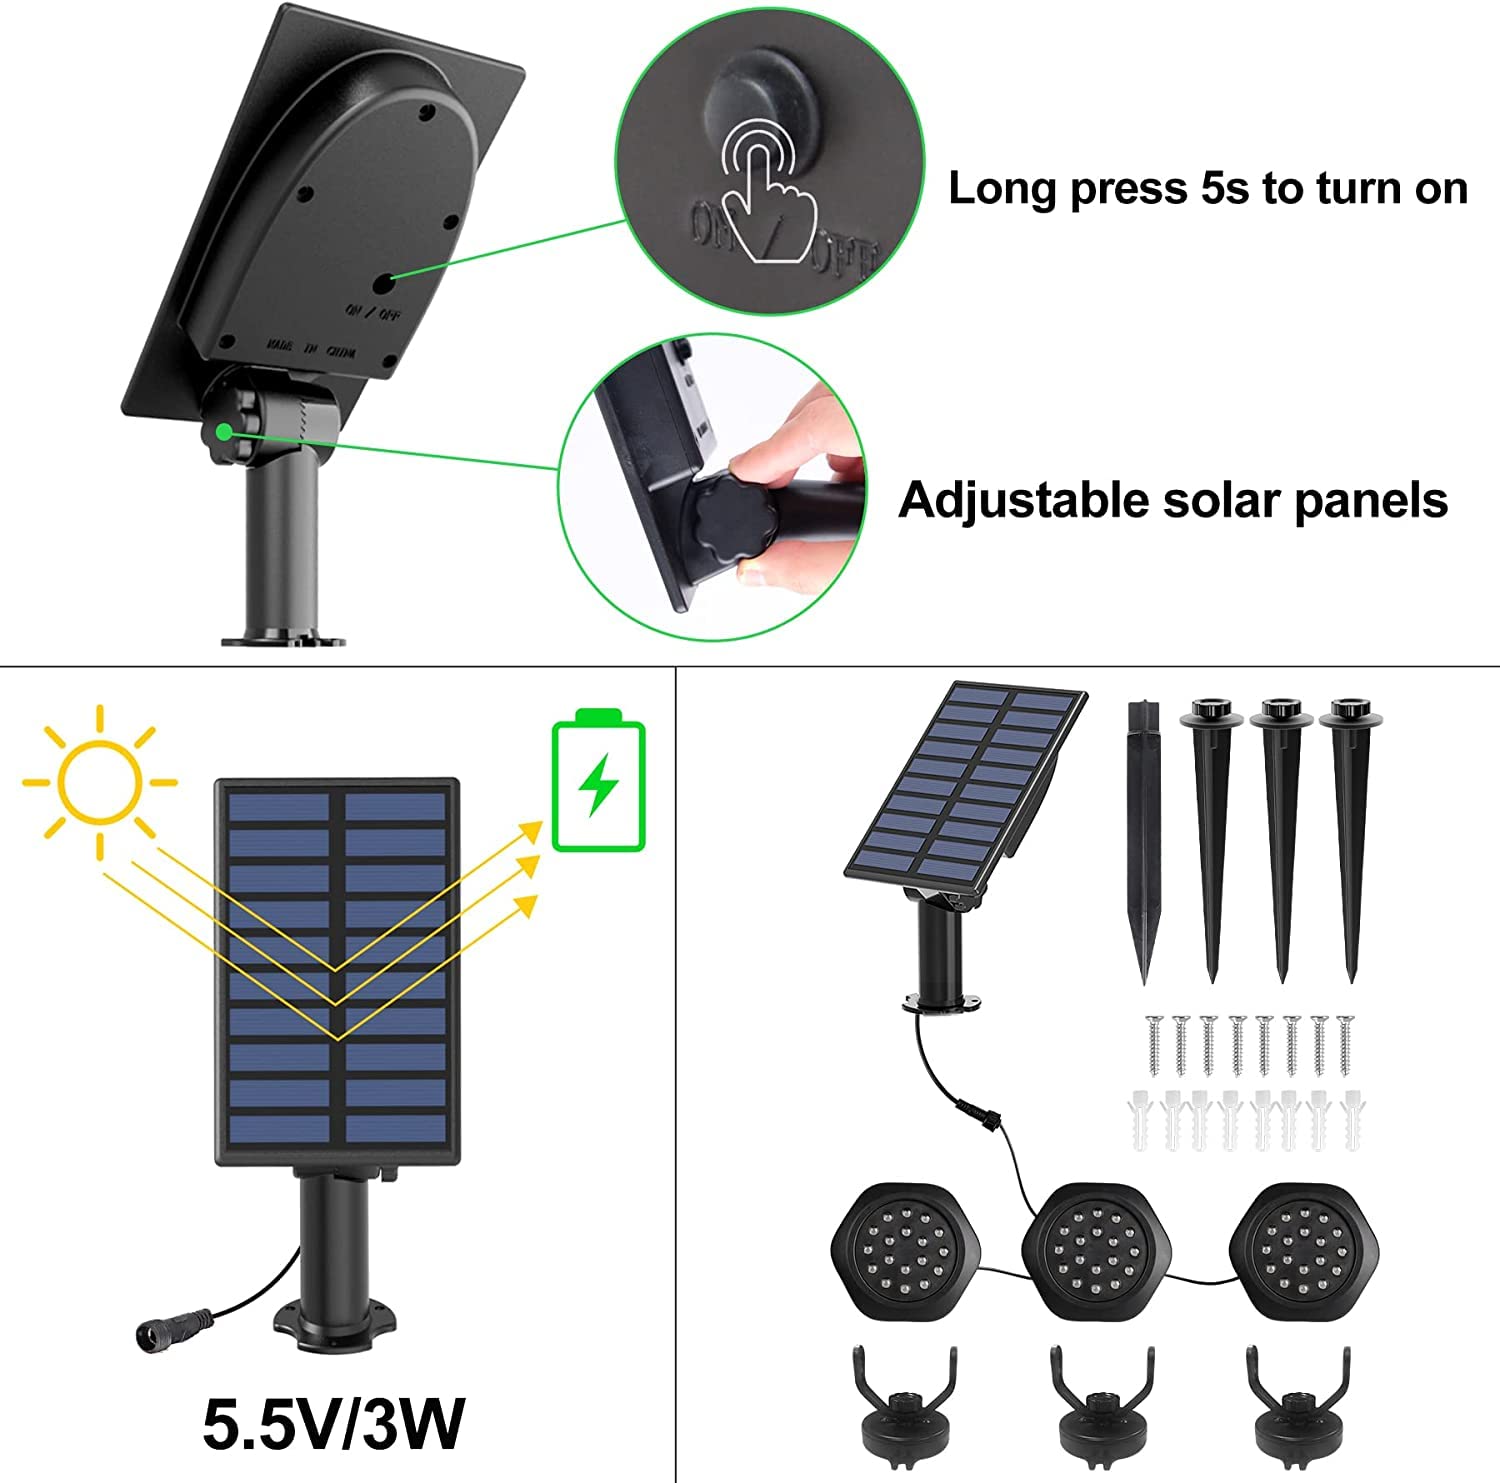 ON / OFF
Long press 5s to turn on
ON / OFF
MADE IN CHINA
Adjustable solar panels
5.5V/3W